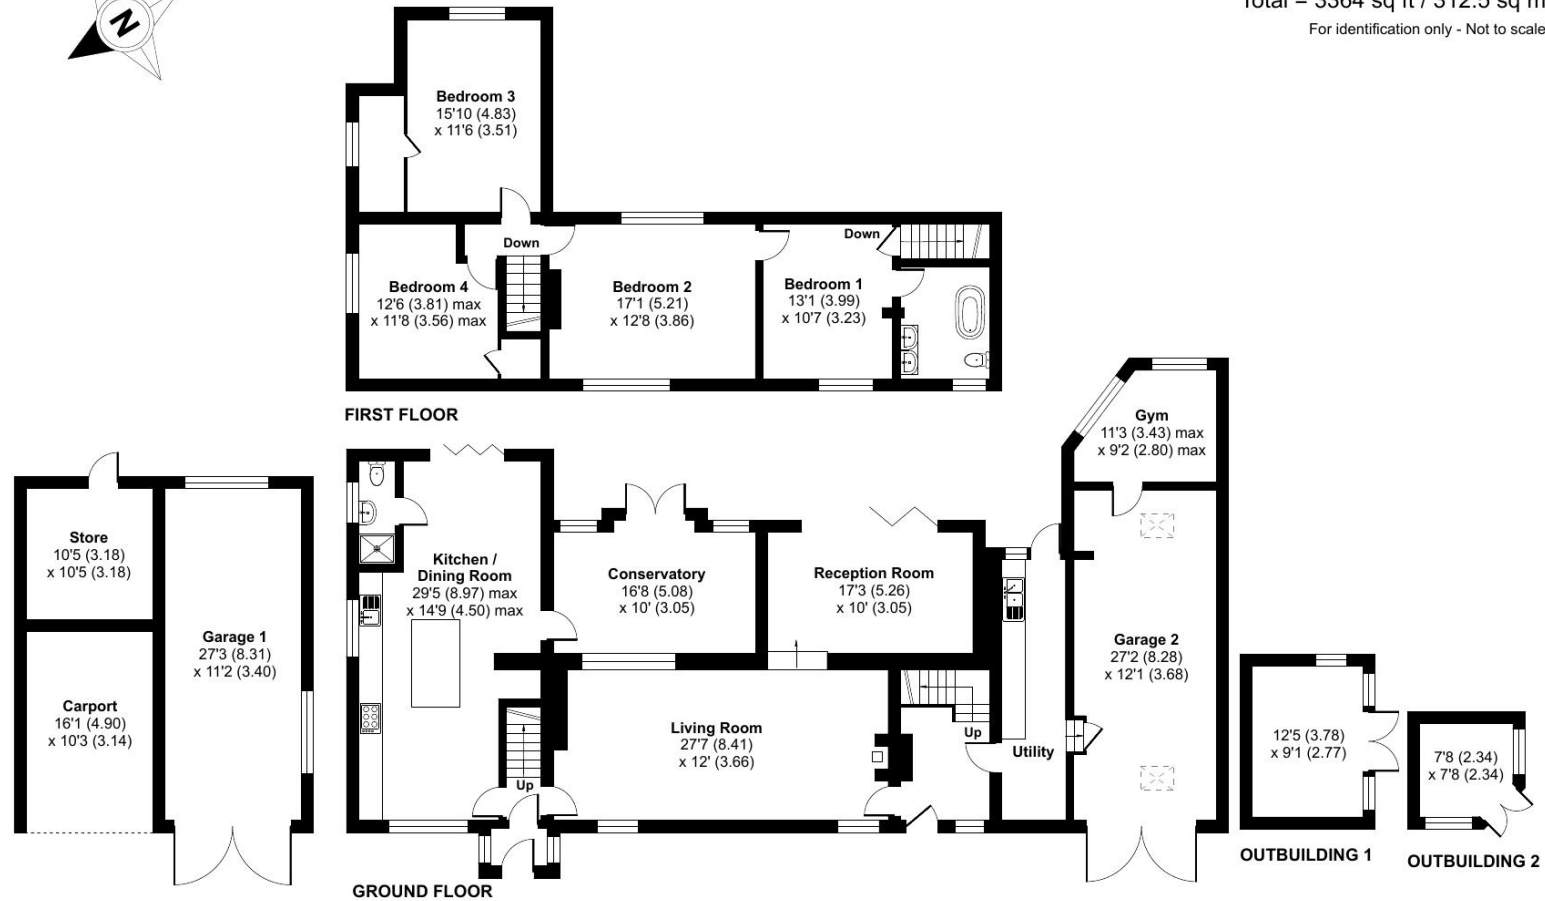 Total = 3364 sq ft / 312.5 sq m
For identification only - Not to scale
N
Bedroom 3
15'10 (4.83)
x 11'6 (3.51)
Down
Bedroom 4
12'6 (3.81) max
x 11'8 (3.56) max
Bedroom 2
17'1 (5.21)
x 12'8 (3.86)
Down
Bedroom 1
13'1 (3.99)
x 10'7 (3.23)
FIRST FLOOR
Gym
11'3 (3.43) max
x 9'2 (2.80) max
Store
10'5 (3.18)
x 10'5 (3.18)
Garage 1
27'3 (8.31)
x 11'2 (3.40)
Carport
16'1 (4.90)
x 10'3 (3.14)
Kitchen /
Dining Room
29'5 (8.97) max
x 14'9 (4.50) max
Conservatory
16'8 (5.08)
x 10' (3.05)
Reception Room
17'3 (5.26)
x 10' (3.05)
Living Room
27'7 (8.41)
x 12' (3.66)
Up
Up
Utility
Garage 2
27'2 (8.28)
x 12'1 (3.68)
12'5 (3.78)
x 9'1 (2.77)
7'8 (2.34)
x 7'8 (2.34)
OUTBUILDING 1
OUTBUILDING 2
GROUND FLOOR